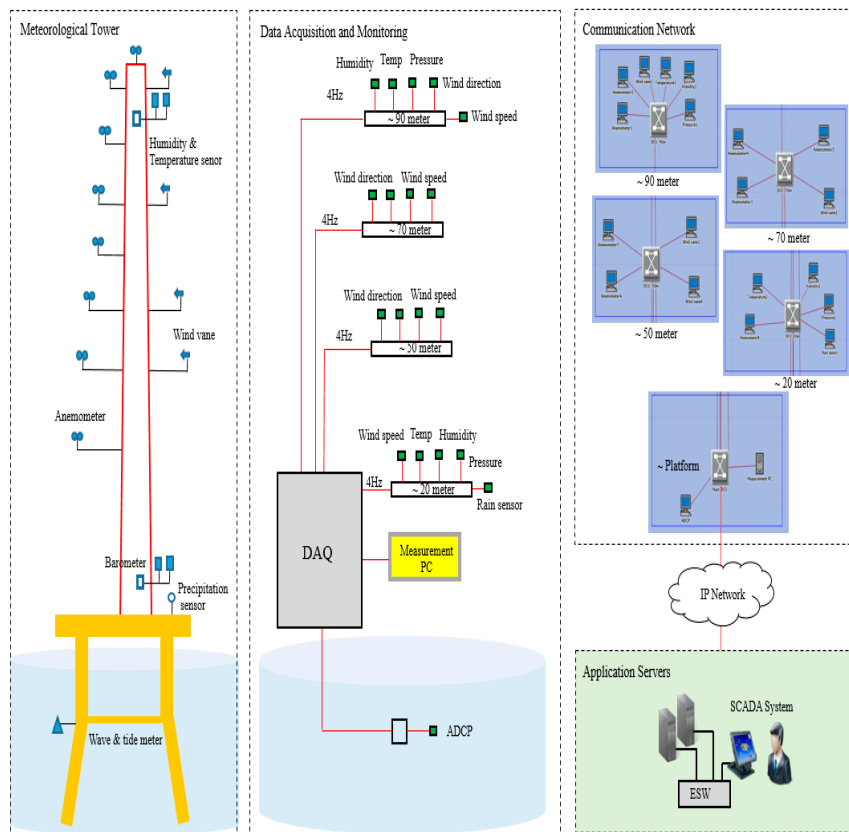 Meteorological Tower
Humidity &
Temperature senor
Wind vane
Anemometer
Barometer
Precipitation
sensor
Wave & tide meter
Data Acquisition and Monitoring
Humidity
Temp
Pressure
Wind direction
4Hz
~ 90 meter
Wind speed
Wind direction
Wind speed
4Hz
~ 70 meter
Wind direction
Wind speed
4Hz
~ 50 meter
Wind speed
Temp
Humidity
Pressure
4Hz
~ 20 meter
Rain sensor
DAQ
Measurement
PC
ADCP
Communication Network
~ 90 meter
~ 70 meter
~ 50 meter
~ 20 meter
~ Platform
Measurement PC
ADCP
IP Network
Application Servers
SCADA System
ESW